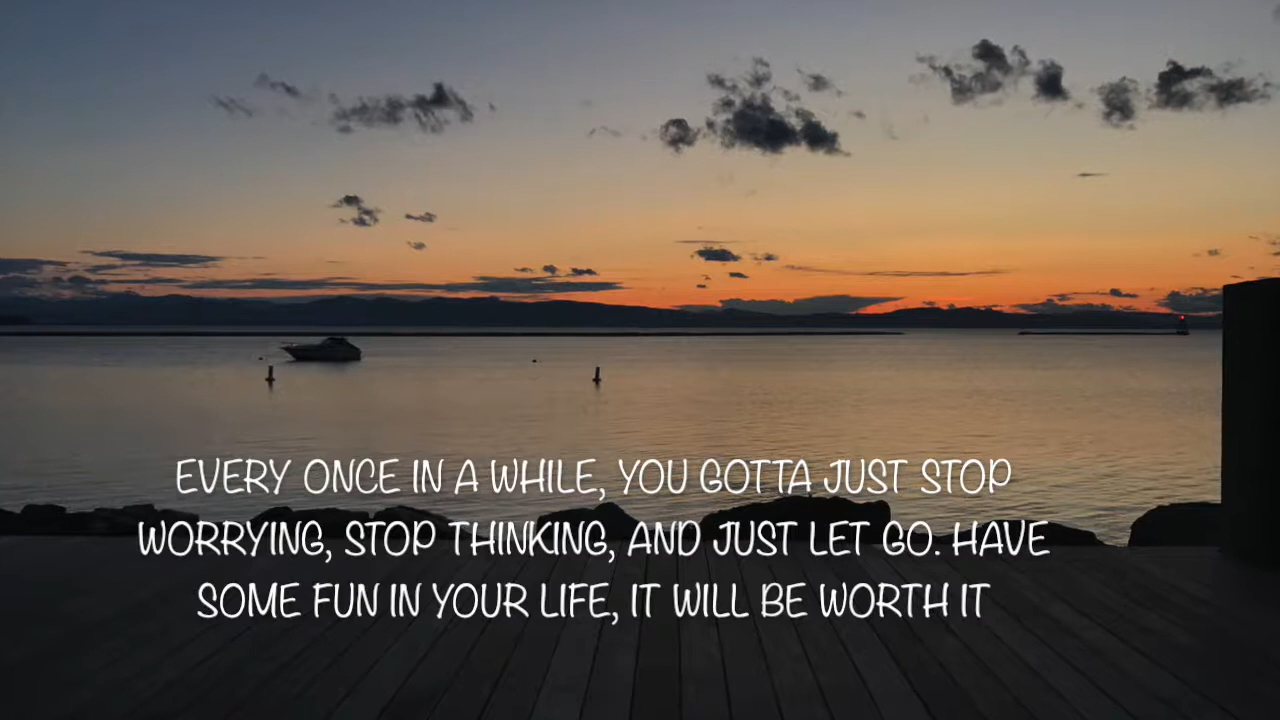 EVERY ONCE IN A WHILE, YOU GOTTA JUST STOP
WORRYING, STOP THINKING, AND JUST LET GO. HAVE
SOME FUN IN YOUR LIFE, IT WILL BE WORTH IT